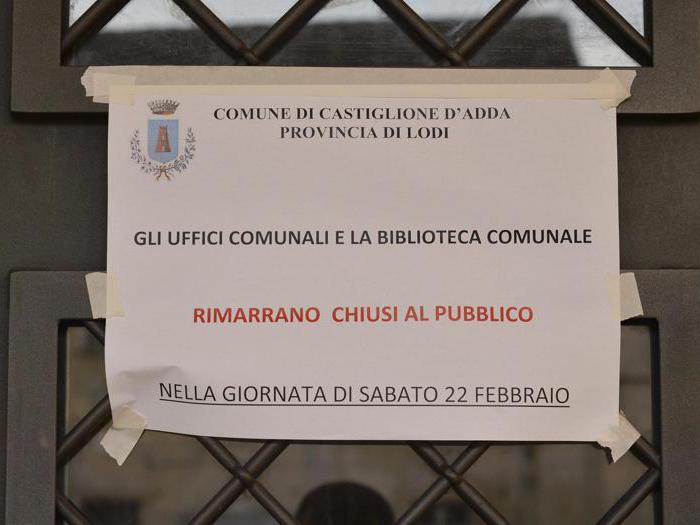 COMUNE DI CASTIGLIONE D'ADDA
PROVINCIA DI LODI
GLI UFFICI COMUNALI E LA BIBLIOTECA COMUNALE
RIMARRANO CHIUSI AL PUBBLICO
NELLA GIORNATA DI SABATO 22 FEBBRAIO